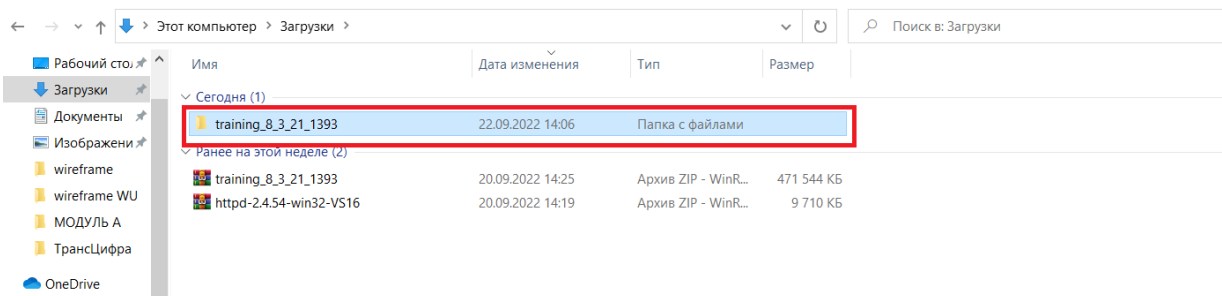 Этот компьютер > Загрузки >
Поиск в: Загрузки
Рабочий сто
Загрузки
Документы
Изображени
wireframe
wireframe WU
МОДУЛЬ А
ТрансЦифра
OneDrive
Имя Дата изменения Тип Размер
Сегодня (1)
training_8_3_21_1393 22.09.2022 14:06 Папка с файлами
Ранее на этой неделе (2)
training_8_3_21_1393 20.09.2022 14:25 Архив ZIP - WinR... 471 544 КБ
httpd-2.4.54-win32-VS16 20.09.2022 14:19 Архив ZIP - WinR... 9 710 КБ